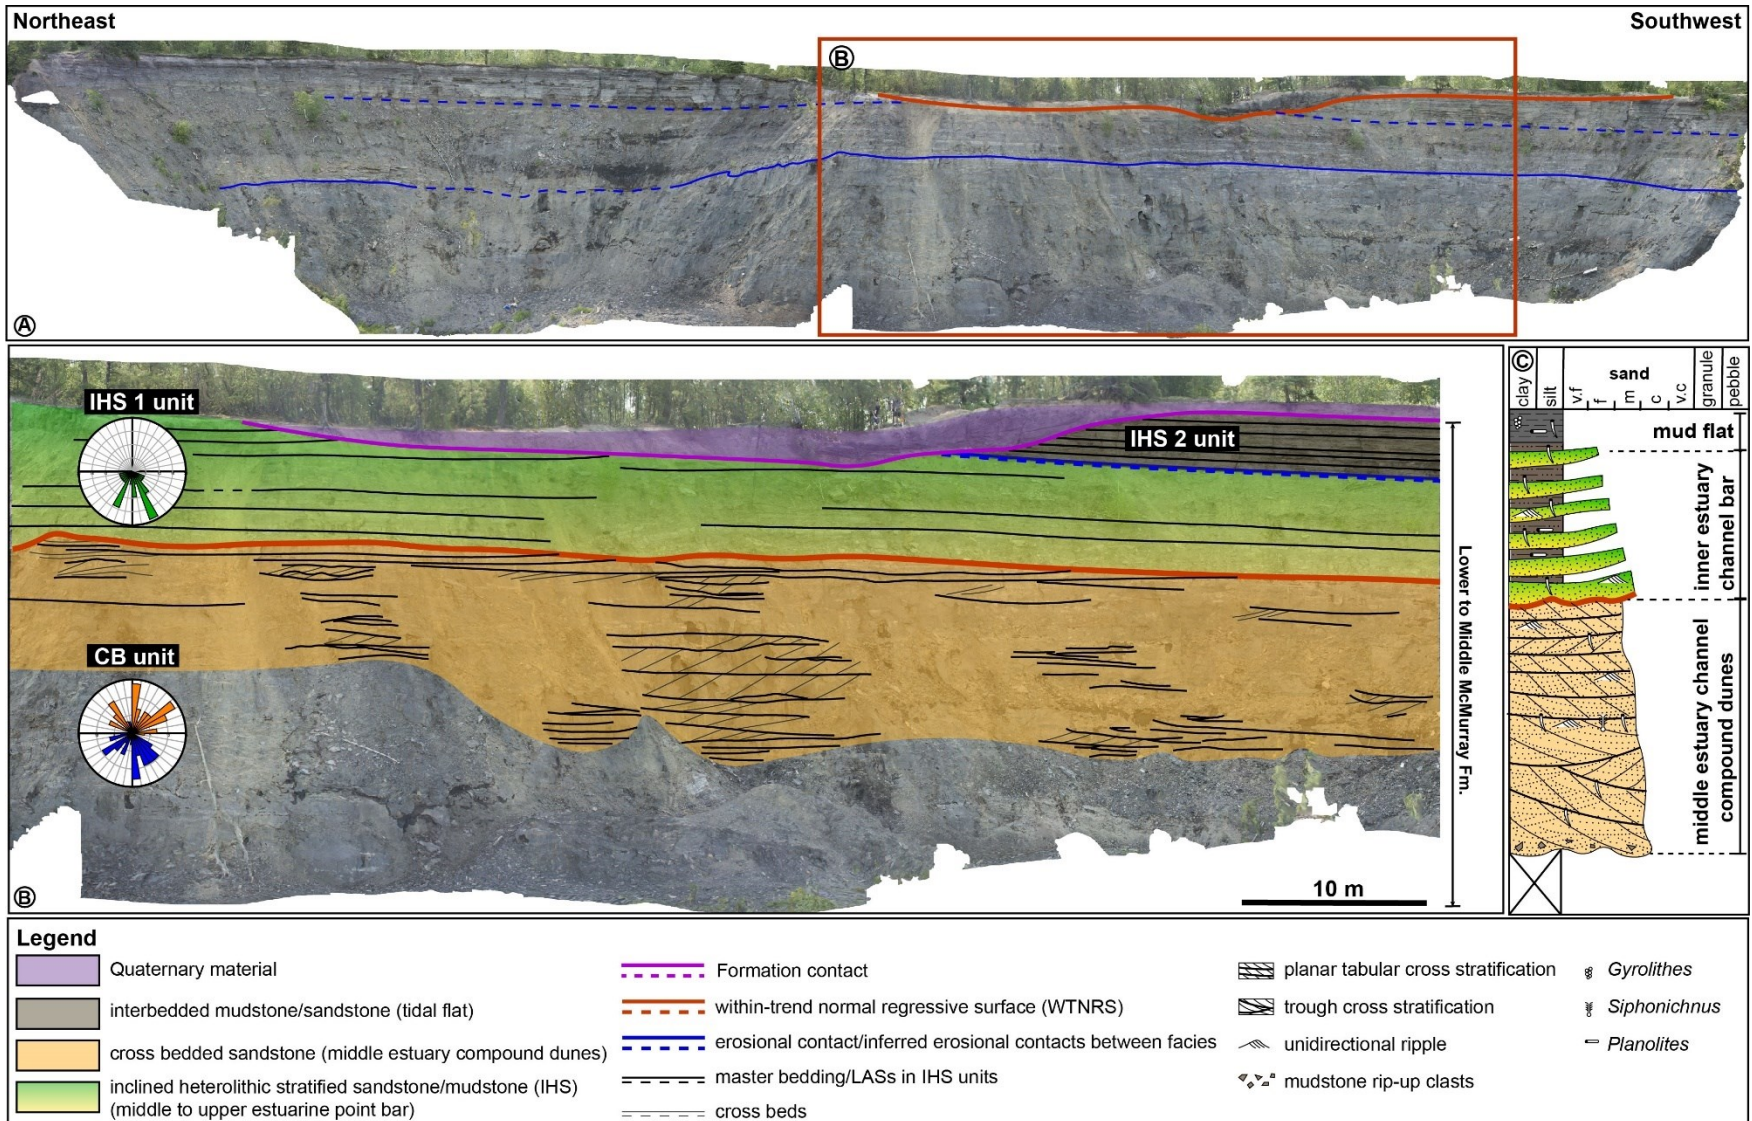 Northeast
Southwest
B
A
IHS 1 unit
IHS 2 unit
CB unit
Lower to Middle McMurray Fm.
10 m
B
C
clay
silt
sand
v.f
f
m
c
v.c
granule
pebble
mud flat
inner estuary
channel bar
middle estuary channel
compound dunes
Legend
Quaternary material
interbedded mudstone/sandstone (tidal flat)
cross bedded sandstone (middle estuary compound dunes)
inclined heterolithic stratified sandstone/mudstone (IHS)
(middle to upper estuarine point bar)
Formation contact
within-trend normal regressive surface (WTNRS)
erosional contact/inferred erosional contacts between facies
master bedding/LASs in IHS units
cross beds
planar tabular cross stratification
trough cross stratification
unidirectional ripple
mudstone rip-up clasts
Gyrolithes
Siphonichnus
Planolites